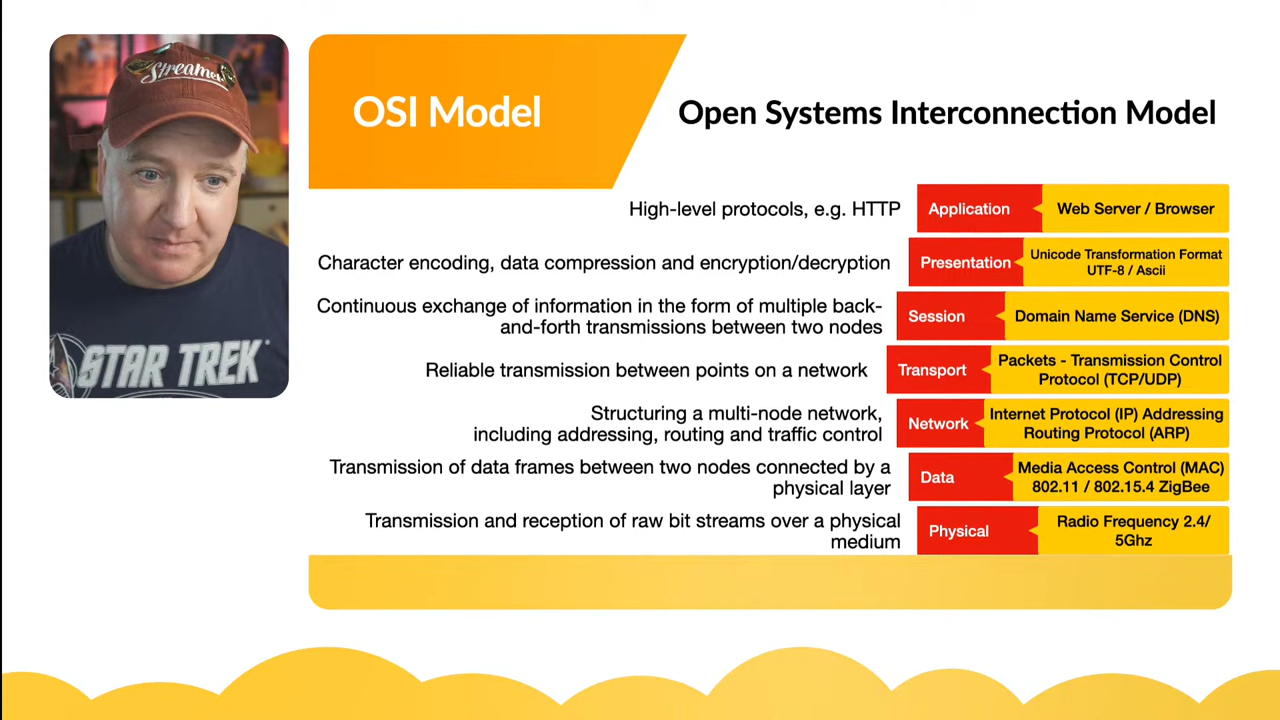 Streamer
STAR TREK
OSI Model
Open Systems Interconnection Model
High-level protocols, e.g. HTTP
Application
Web Server / Browser
Character encoding, data compression and encryption/decryption
Presentation
Unicode Transformation Format
UTF-8 / Ascii
Continuous exchange of information in the form of multiple back-
and-forth transmissions between two nodes
Session
Domain Name Service (DNS)
Reliable transmission between points on a network
Transport
Packets - Transmission Control
Protocol (TCP/UDP)
Structuring a multi-node network,
including addressing, routing and traffic control
Network
Internet Protocol (IP) Addressing
Routing Protocol (ARP)
Transmission of data frames between two nodes connected by a
physical layer
Data
Media Access Control (MAC)
802.11 / 802.15.4 ZigBee
Transmission and reception of raw bit streams over a physical
medium
Physical
Radio Frequency 2.4/
5Ghz